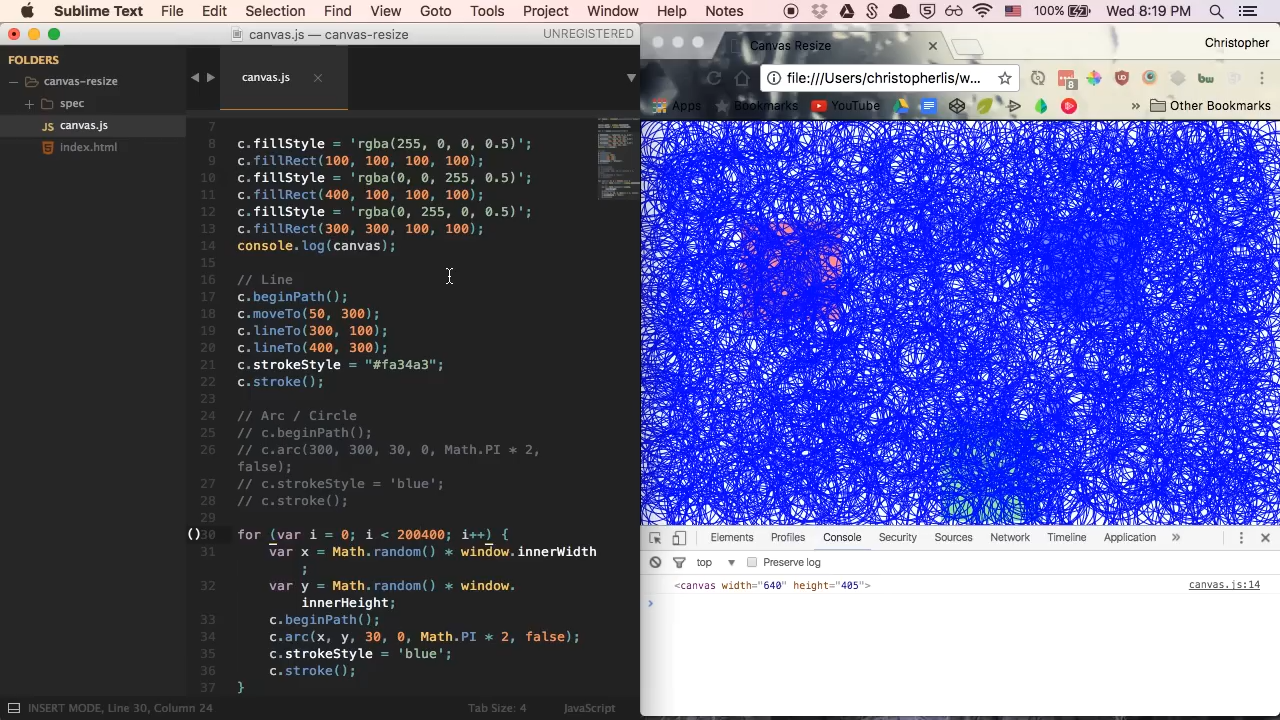 Sublime Text File Edit Selection Find View Goto Tools Project Window Help Notes 100% Wed 8:19 PM
canvas.js — canvas-resize UNREGISTERED
FOLDERS
canvas-resize
spec
canvas.js
index.html
canvas.js
7
8 c.fillStyle = 'rgba(255, 0, 0, 0.5)';
9 c.fillRect(100, 100, 100, 100);
10 c.fillStyle = 'rgba(0, 0, 255, 0.5)';
11 c.fillRect(400, 100, 100, 100);
12 c.fillStyle = 'rgba(0, 255, 0, 0.5)';
13 c.fillRect(300, 300, 100, 100);
14 console.log(canvas);
15
16 // Line
17 c.beginPath();
18 c.moveTo(50, 300);
19 c.lineTo(300, 100);
20 c.lineTo(400, 300);
21 c.strokeStyle = "#fa34a3";
22 c.stroke();
23
24 // Arc / Circle
25 // c.beginPath();
26 // c.arc(300, 300, 30, 0, Math.PI * 2,
false);
27 // c.strokeStyle = 'blue';
28 // c.stroke();
29
30 for (var i = 0; i < 200400; i++) {
31 var x = Math.random() * window.innerWidth
;
32 var y = Math.random() * window.
innerHeight;
33 c.beginPath();
34 c.arc(x, y, 30, 0, Math.PI * 2, false);
35 c.strokeStyle = 'blue';
36 c.stroke();
37 }
INSERT MODE, Line 30, Column 24 Tab Size: 4 JavaScript
Canvas Resize Christopher
file:///Users/christopherlis/w... 8 bw
Apps Bookmarks YouTube » Other Bookmarks
Elements Profiles Console Security Sources Network Timeline Application »
top Preserve log
<canvas width="640" height="405"> canvas.js:14